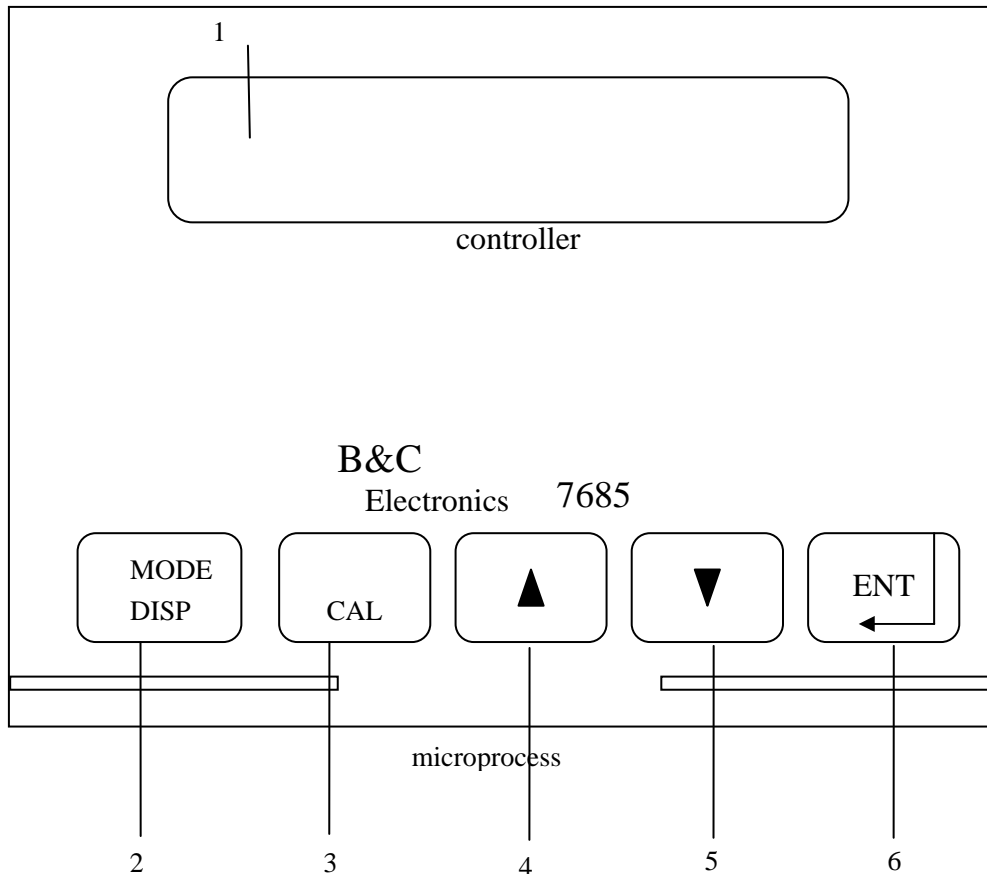 1
controller
B&C
Electronics 7685
MODE
DISP
CAL
ENT
microprocess
2 3 4 5 6